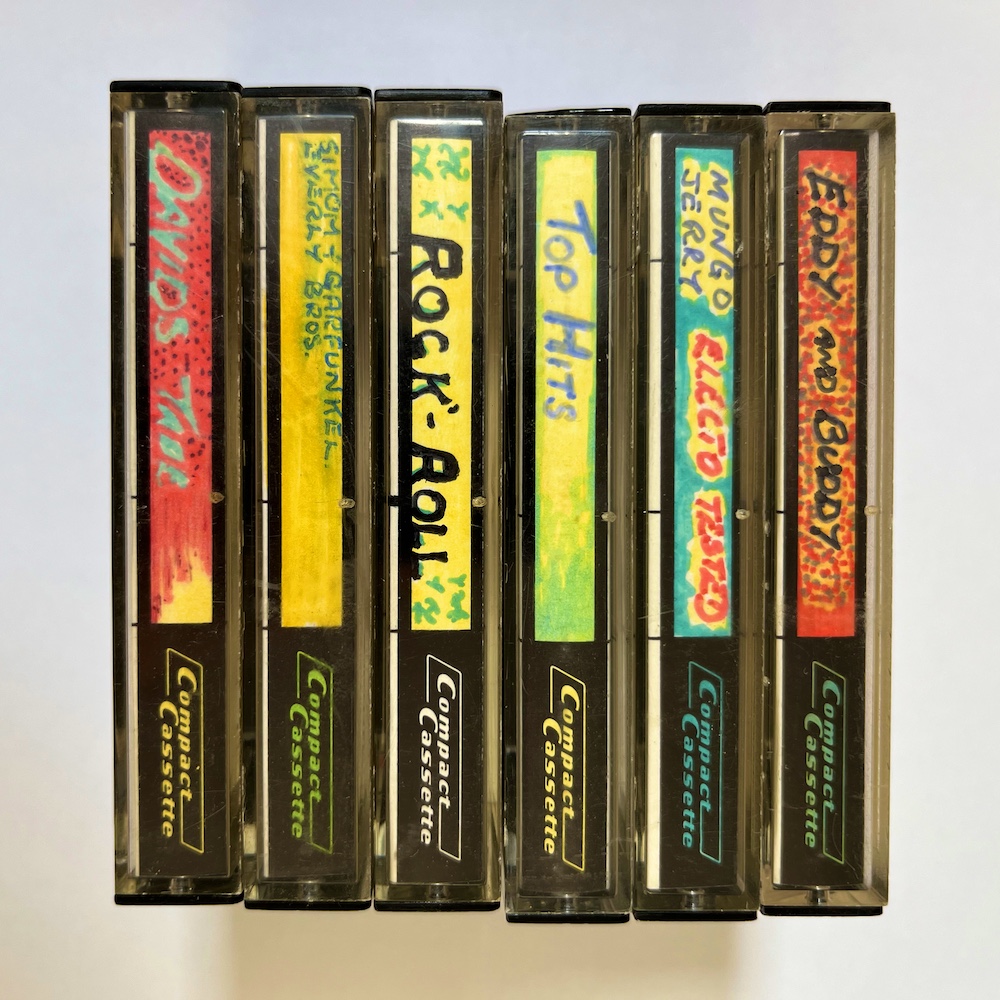 DAVIDS TAPE
Compact
Cassette
SIMON + GARFUNKEL.
EVERLY BROS.
Compact
Cassette
ROCK'-ROLL
Compact
Cassette
TOP HITS
Compact
Cassette
MUNGO
JERRY
ELECTO TESTED
Compact
Cassette
EDDY AND BUDDY
Compact
Cassette